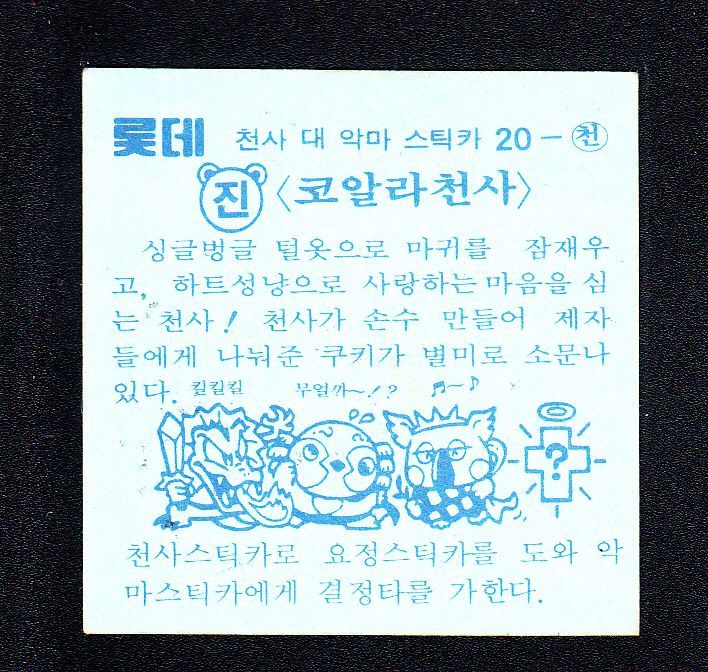 롯데 천사 대 악마 스틱카 20-천
진 〈코알라천사〉
싱글벙글 털옷으로 마귀를 잠재우
고, 하트성냥으로 사랑하는 마음을 심
는 천사! 천사가 손수 만들어 제자
들에게 나눠준 쿠키가 별미로 소문나
있다. 킬킬킬 무얼까~!? ♬~♪
?
천사스틱카로 요정스틱카를 도와 악
마스틱카에게 결정타를 가한다.